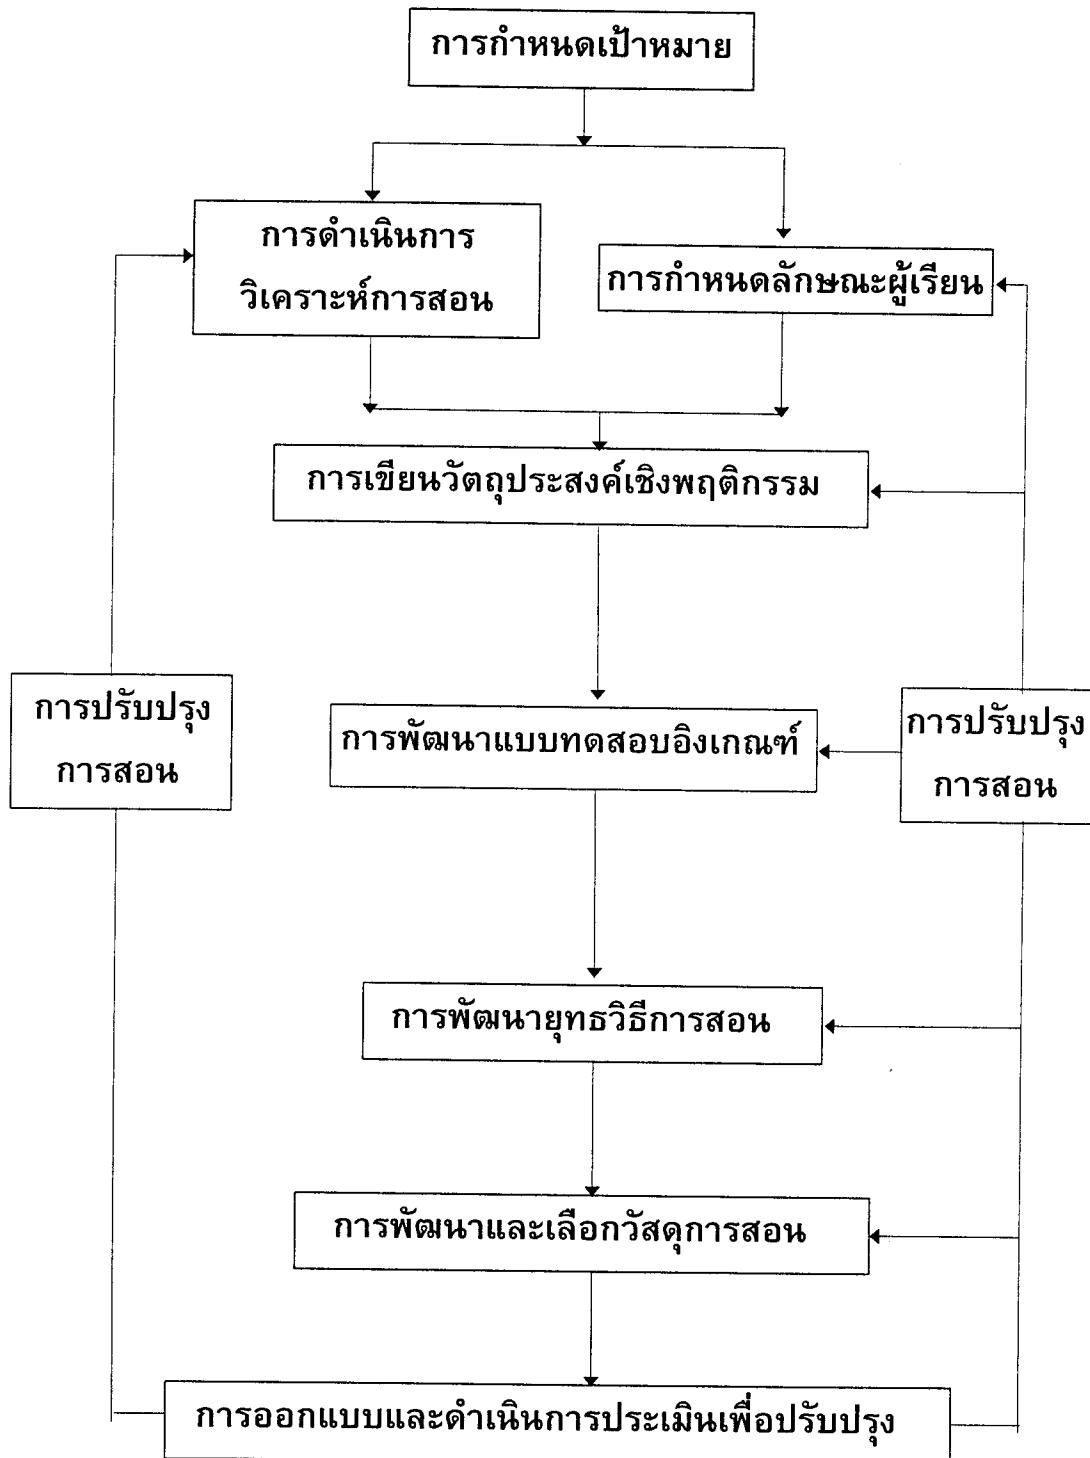 การกำหนดเป้าหมาย
การดำเนินการ
วิเคราะห์การสอน
การกำหนดลักษณะผู้เรียน
การเขียนวัตถุประสงค์เชิงพฤติกรรม
การปรับปรุง
การสอน
การพัฒนาแบบทดสอบอิงเกณฑ์
การปรับปรุง
การสอน
การพัฒนายุทธวิธีการสอน
การพัฒนาและเลือกวัสดุการสอน
การออกแบบและดำเนินการประเมินเพื่อปรับปรุง